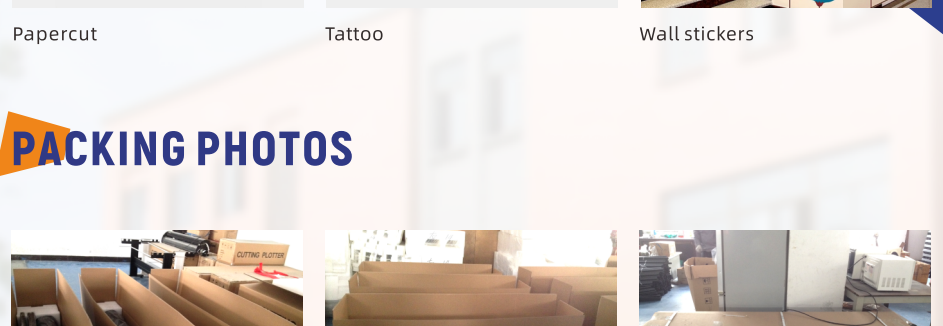 Papercut
Tattoo
Wall stickers
PACKING PHOTOS
CUTTING PLOTTER